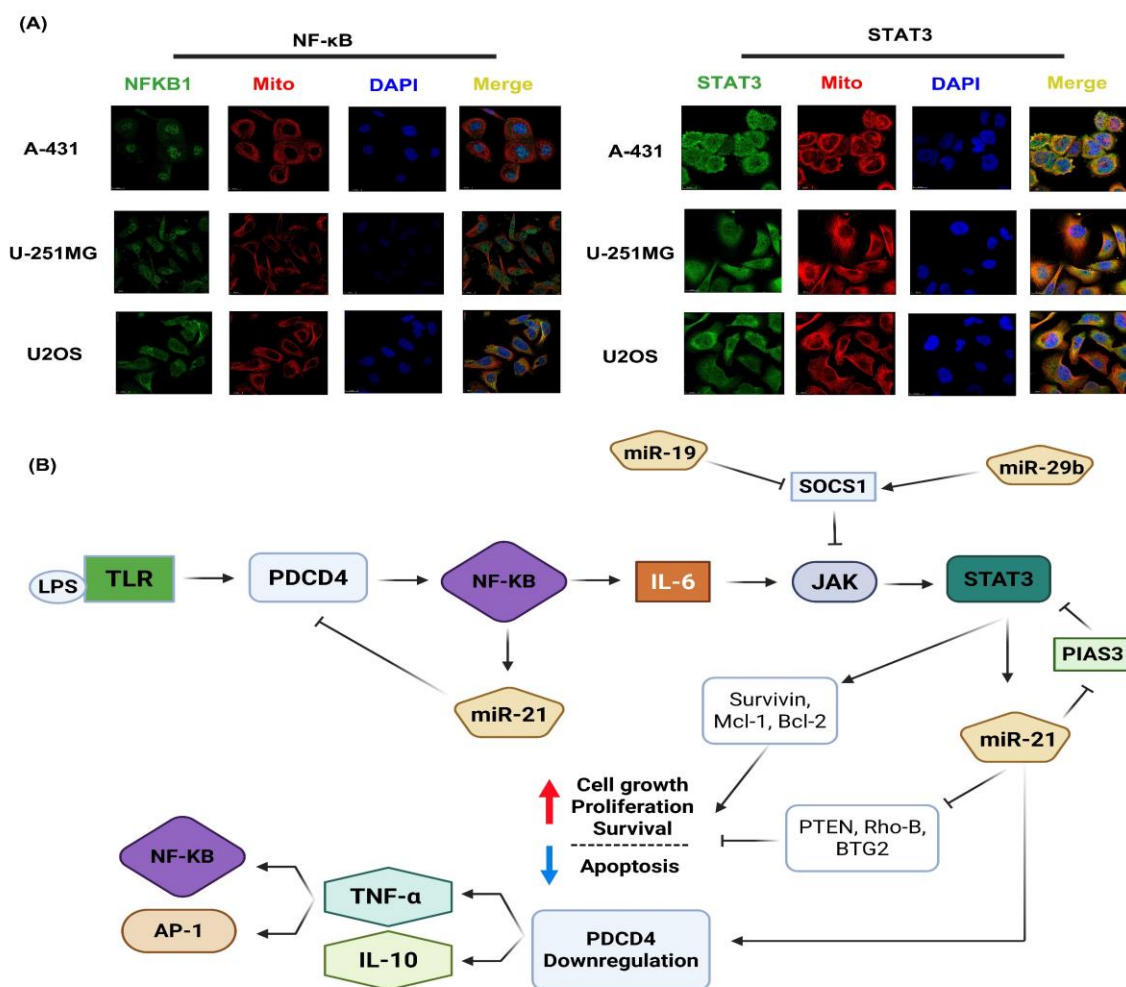 (A)
NF-κB
STAT3
NFKB1 Mito DAPI Merge
STAT3 Mito DAPI Merge
A-431
A-431
U-251MG
U-251MG
U2OS
U2OS
(B)
miR-19
miR-29b
SOCS1
LPS
TLR
PDCD4
NF-KB
IL-6
JAK
STAT3
PIAS3
miR-21
Survivin,
Mcl-1, Bcl-2
miR-21
Cell growth
Proliferation
Survival
Apoptosis
PTEN, Rho-B,
BTG2
NF-KB
AP-1
TNF-α
IL-10
PDCD4
Downregulation